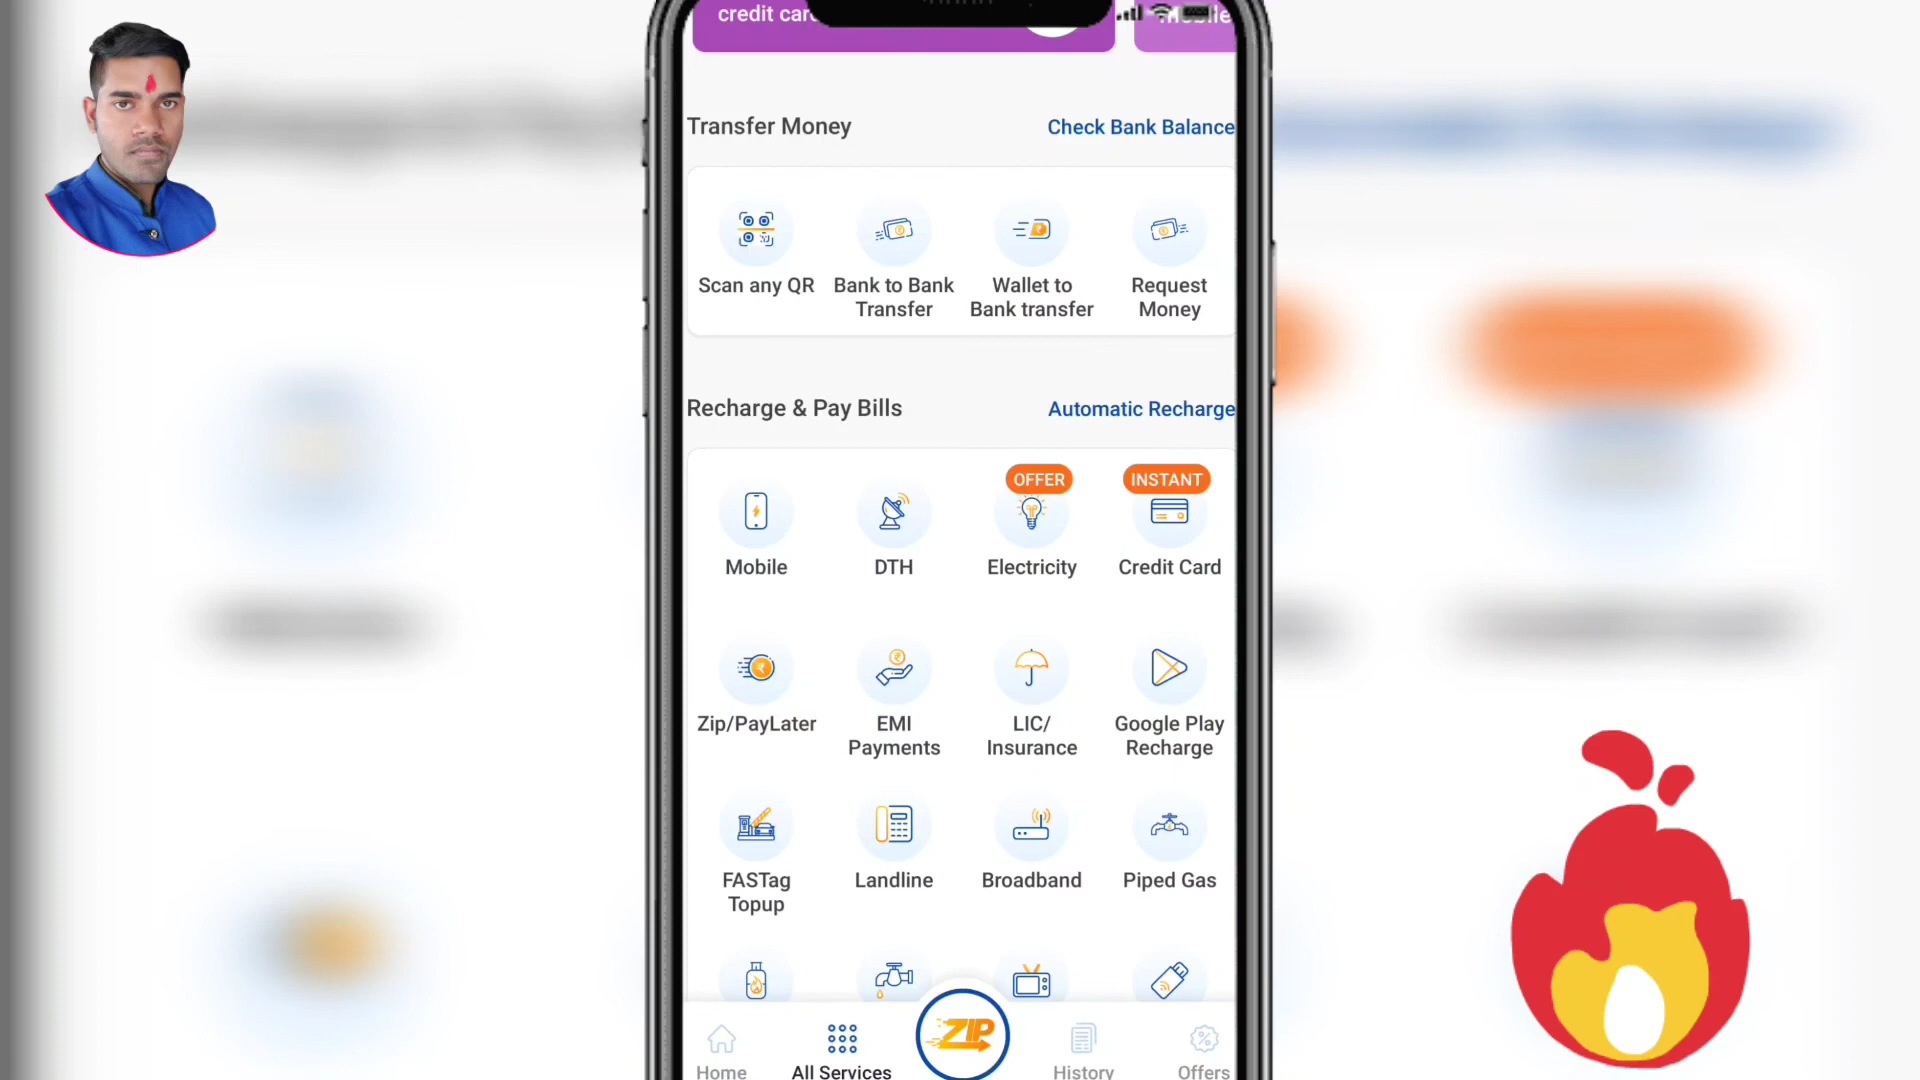 credit car
Mobile
Transfer Money
Check Bank Balance
Scan any QR
Bank to Bank
Transfer
Wallet to
Bank transfer
Request
Money
Recharge & Pay Bills
Automatic Recharge
OFFER
INSTANT
Mobile
DTH
Electricity
Credit Card
Zip/PayLater
EMI
Payments
LIC/
Insurance
Google Play
Recharge
FASTag
Topup
Landline
Broadband
Piped Gas
ZIP
Home
All Services
History
Offers